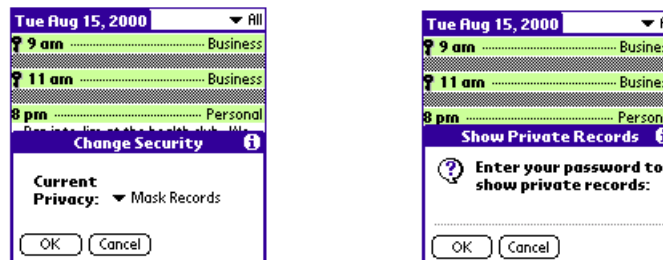 Tue Aug 15, 2000 All
9 am Business
11 am Business
8 pm Personal
Change Security
Current
Privacy: Mask Records
OK Cancel
Tue Aug 15, 2000
9 am
11 am
8 pm
Show Private Records
Enter your password to
show private records:
OK Cancel